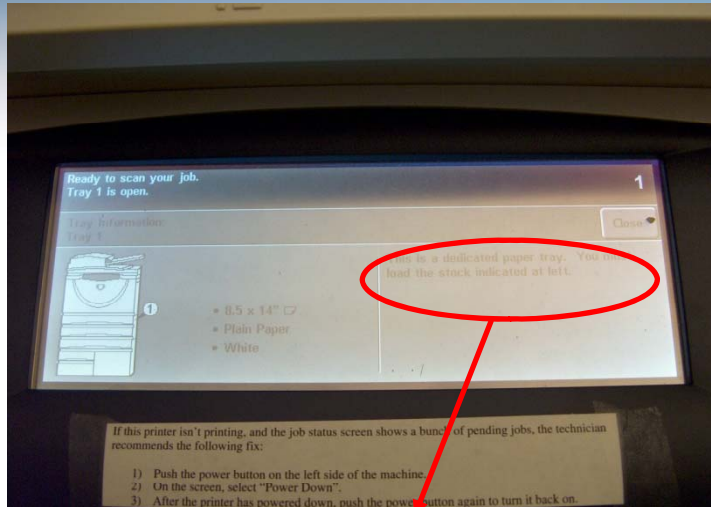 Ready to scan your job.
Tray 1 is open.
1
Tray Information
Tray 1
Close
This is a dedicated paper tray. You must
load the stock indicated at left.
1
• 8.5 x 14"
• Plain Paper
• White
If this printer isn't printing, and the job status screen shows a bunch of pending jobs, the technician
recommends the following fix:
1) Push the power button on the left side of the machine.
2) On the screen, select "Power Down".
3) After the printer has powered down, push the power button again to turn it back on.